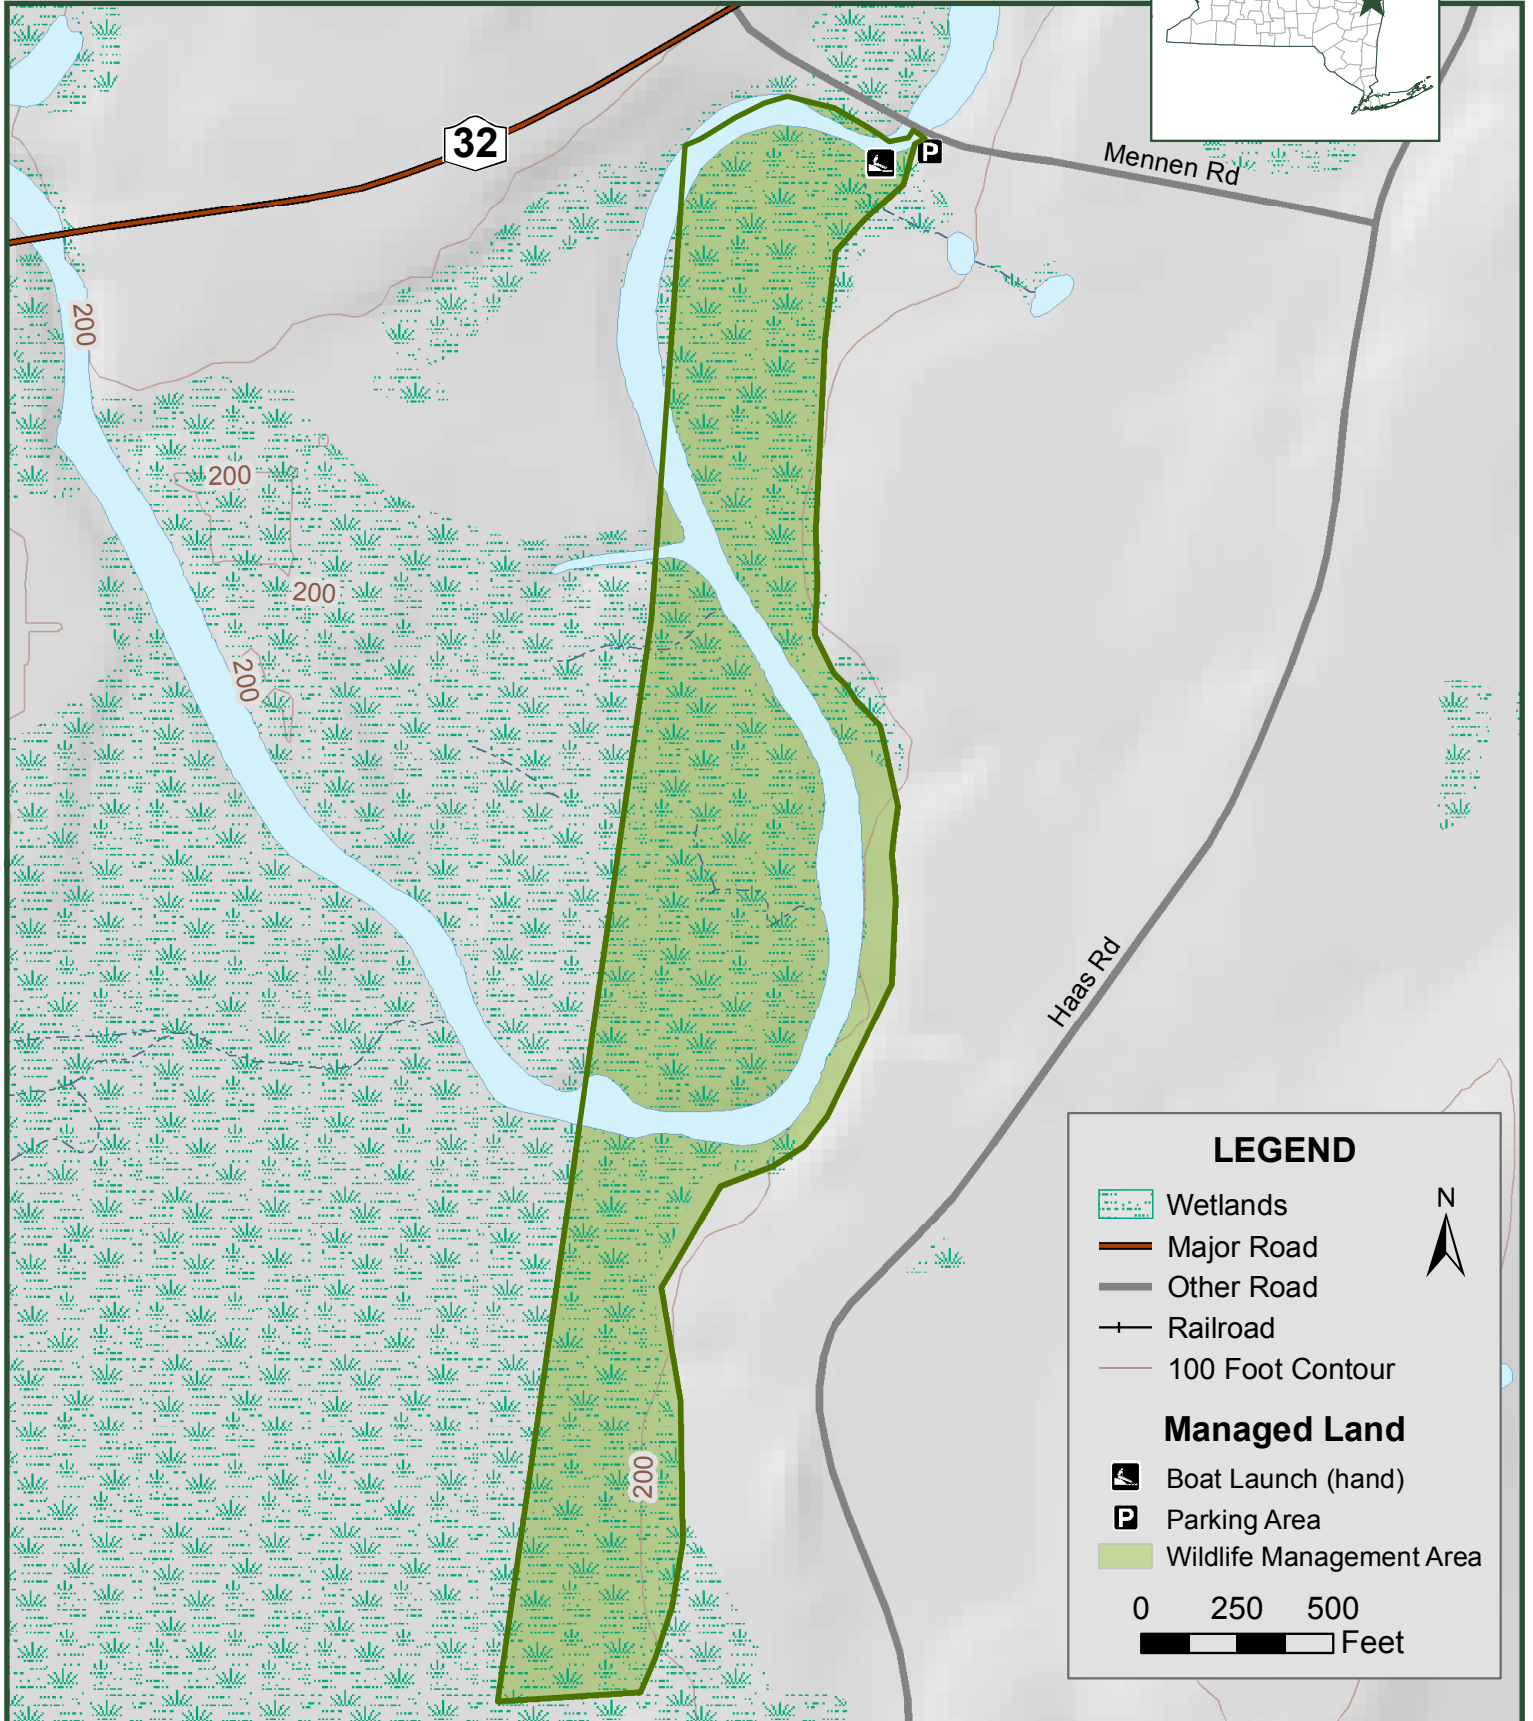 32
P
Mennen Rd
200
200
200
200
Haas Rd
200
LEGEND
N
Wetlands
Major Road
Other Road
Railroad
100 Foot Contour
Managed Land
Boat Launch (hand)
P Parking Area
Wildlife Management Area
0 250 500
Feet